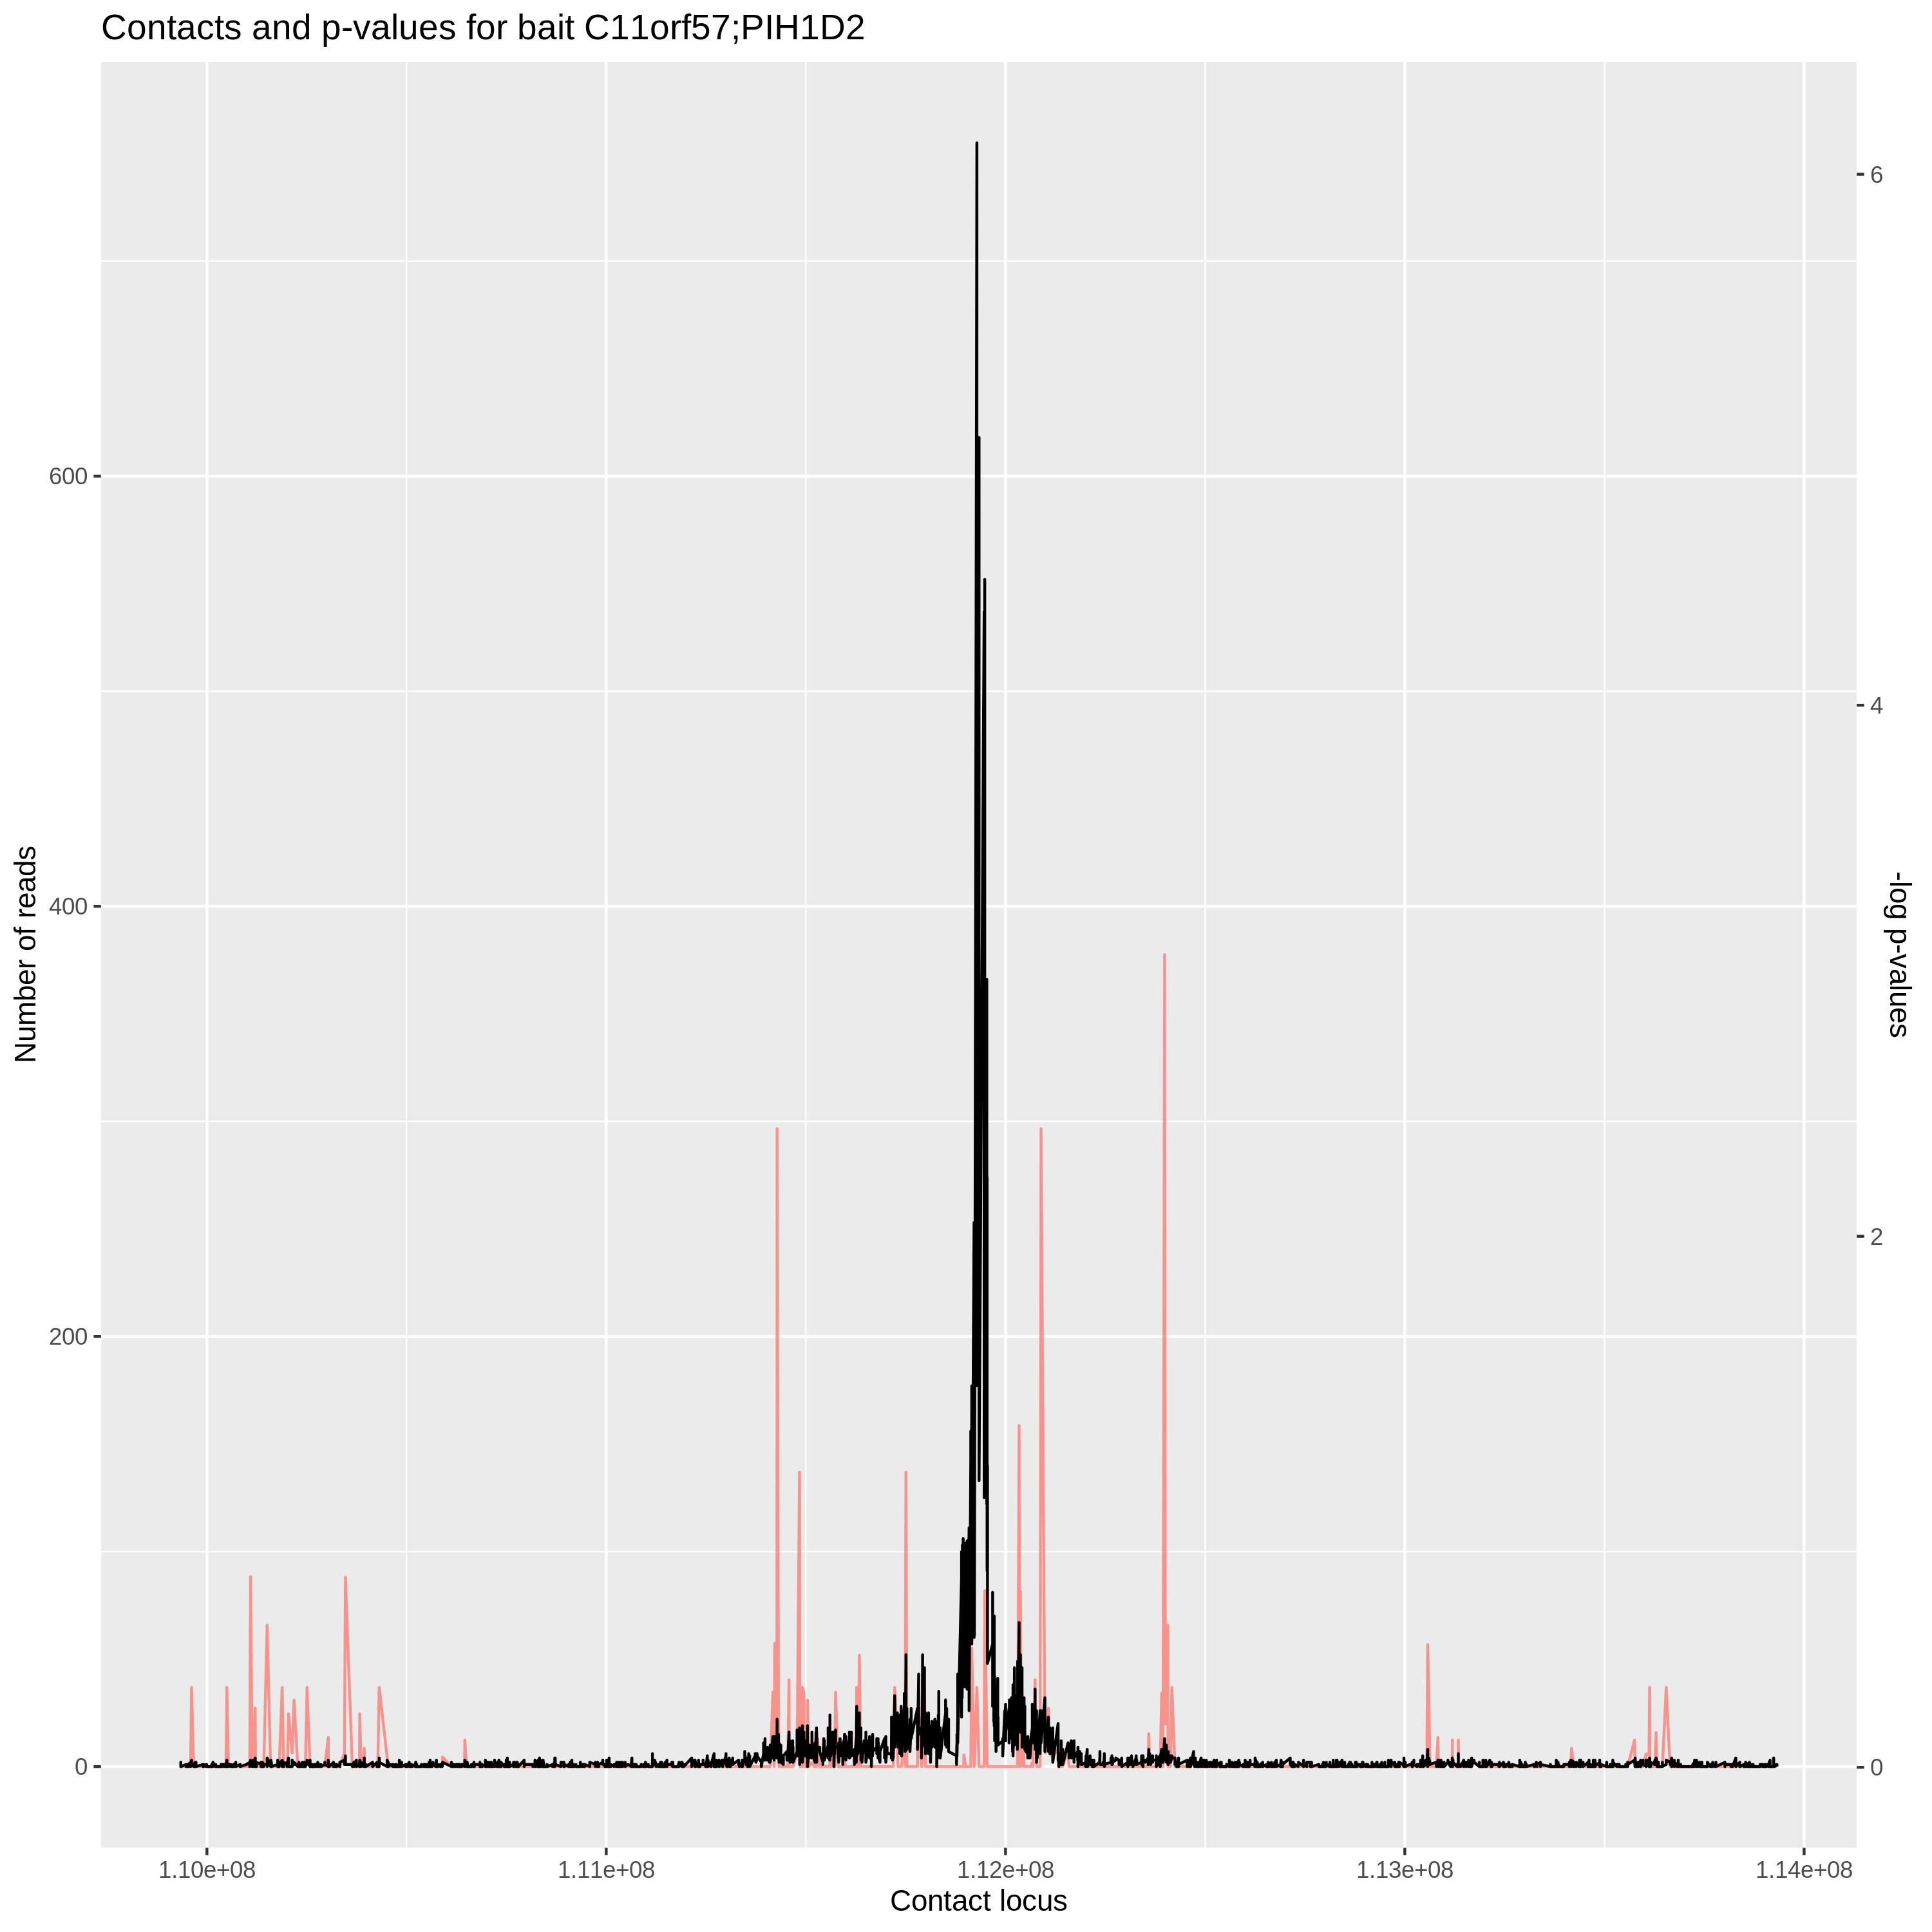 Contacts and p-values for bait C11orf57;PIH1D2
Number of reads
600
400
200
0
6
4
2
0
-log p-values
1.10e+08
1.11e+08
1.12e+08
1.13e+08
1.14e+08
Contact locus